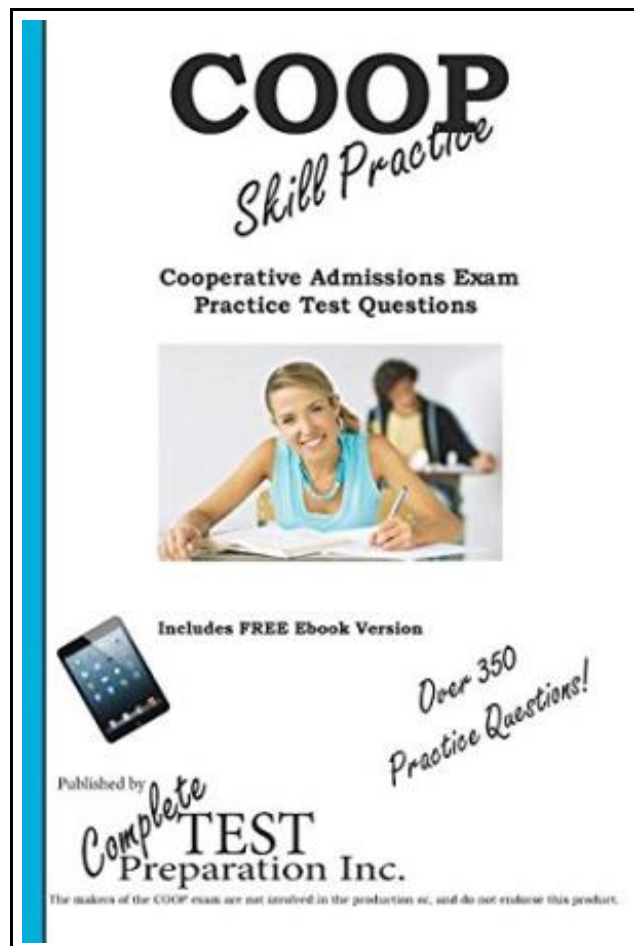 COOP
Skill Practice
Cooperative Admissions Exam
Practice Test Questions
Includes FREE Ebook Version
Over 350
Practice Questions!
Published by
Complete
TEST
Preparation Inc.
The makers of the COOP exam are not involved in the production or, and do not endorse this product.